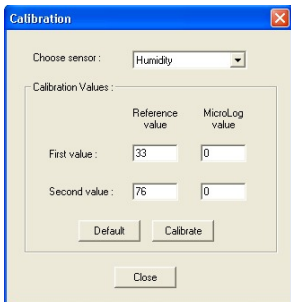 Calibration
Choose sensor :
Humidity
Calibration Values :
Reference
value
MicroLog
value
First value :
33
0
Second value :
76
0
Default
Calibrate
Close